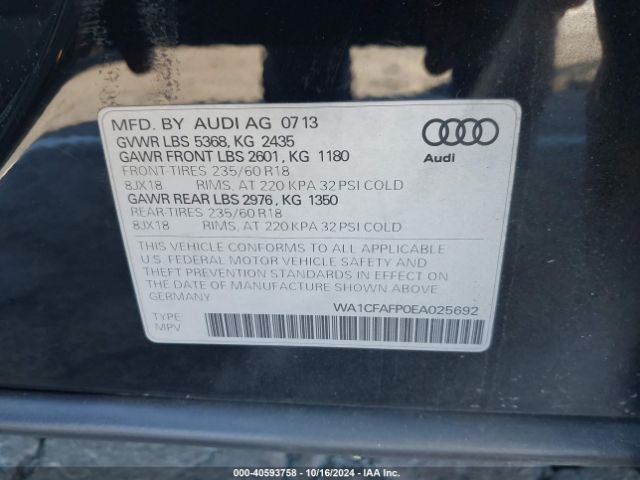 MFD. BY AUDI AG 0713
GVWR LBS 5368, KG 2435
GAWR FRONT LBS 2601, KG 1180
FRONT-TIRES 235/60 R18
8JX18 RIMS, AT 220 KPA 32 PSI COLD
GAWR REAR LBS 2976, KG 1350
REAR-TIRES 235/60 R18
8JX18 RIMS, AT 220 KPA 32 PSI COLD
Audi
THIS VEHICLE CONFORMS TO ALL APPLICABLE
U.S. FEDERAL MOTOR VEHICLE SAFETY AND
THEFT PREVENTION STANDARDS IN EFFECT ON
THE DATE OF MANUFACTURE SHOWN ABOVE.
WA1CFAFP0EA025692
TYPE:
MPV
000-40593758 - 10/16/2024 - IAA Inc.